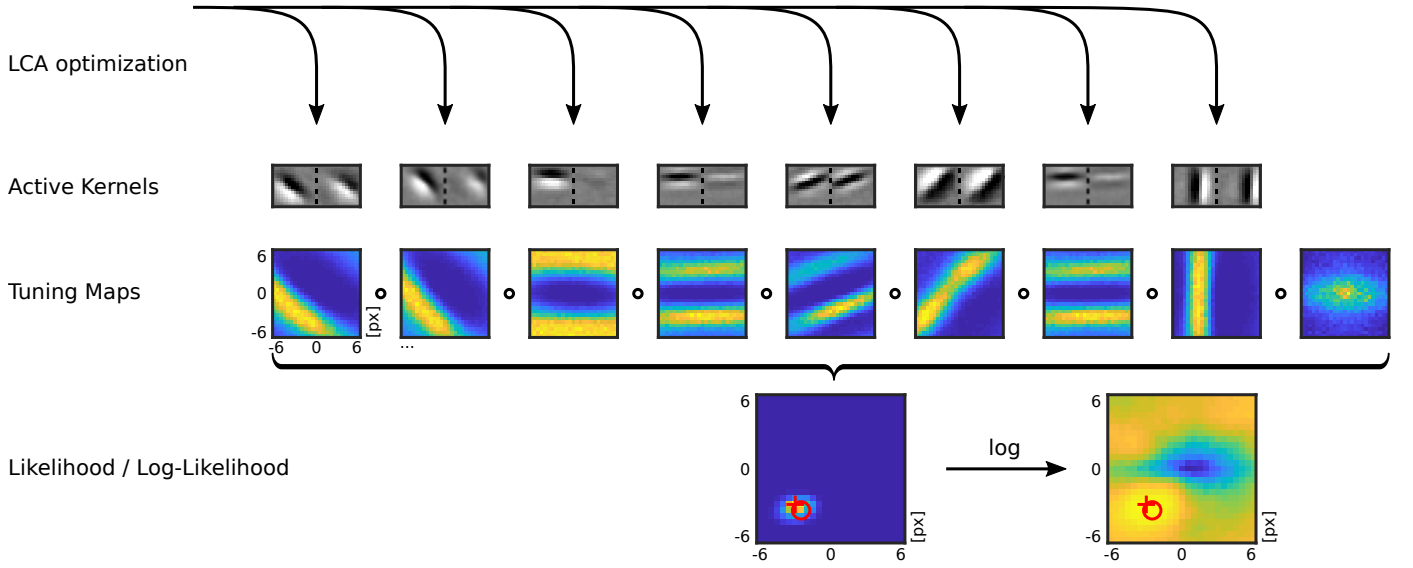 LCA optimization
Active Kernels
Tuning Maps
6
0
-6
-6 0 6
[px]
...
Likelihood / Log-Likelihood
6
0
-6
-6 0 6
[px]
log
6
0
-6
-6 0 6
[px]